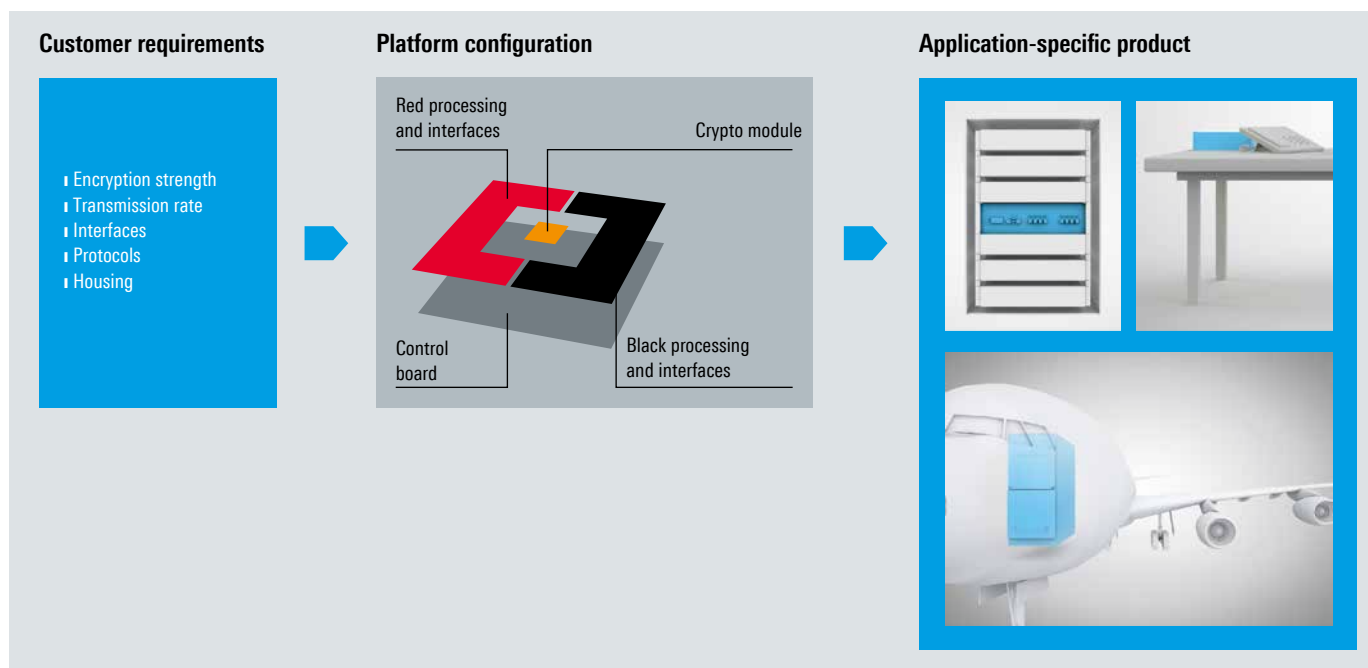 Customer requirements
Encryption strength
Transmission rate
Interfaces
Protocols
Housing
Platform configuration
Red processing
and interfaces
Crypto module
Control
board
Black processing
and interfaces
Application-specific product